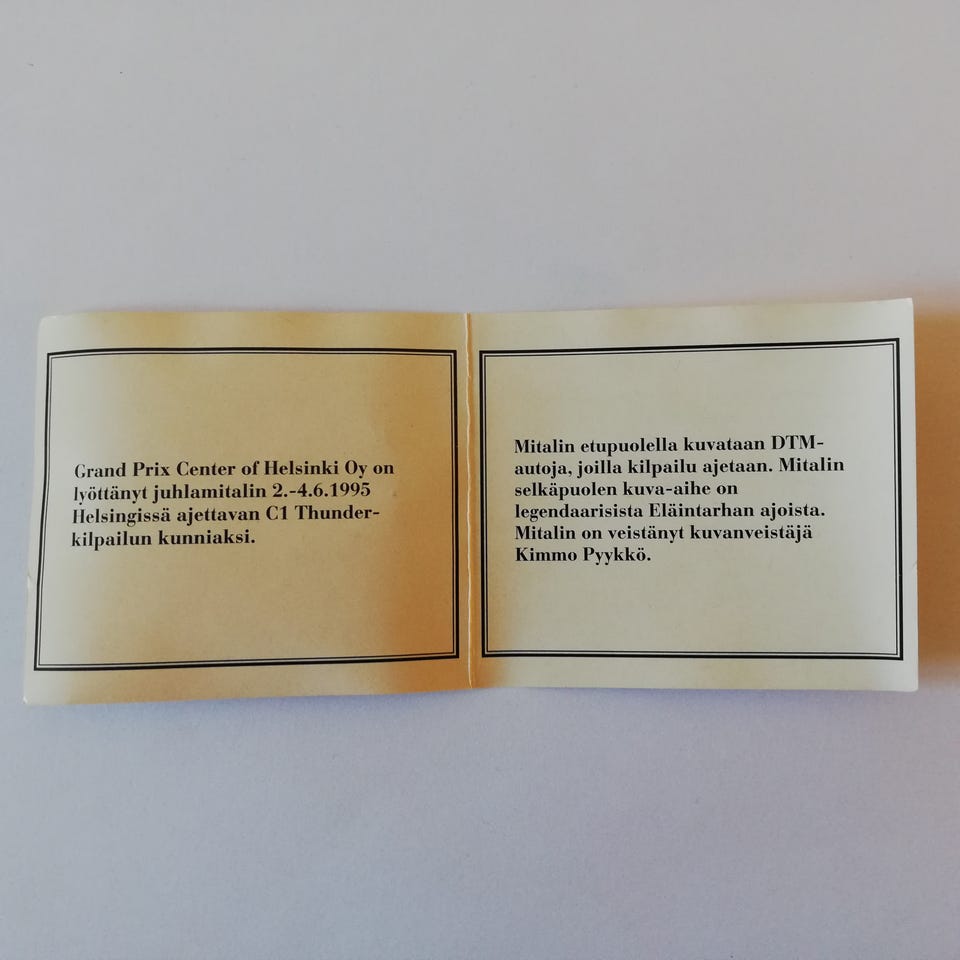 Grand Prix Center of Helsinki Oy on
lyöttänyt juhlamitalin 2.-4.6.1995
Helsingissä ajettavan C1 Thunder-
kilpailun kunniaksi.
Mitalin etupuolella kuvataan DTM-
autoja, joilla kilpailu ajetaan. Mitalin
selkäpuolen kuva-aihe on
legendaarisista Eläintarhan ajoista.
Mitalin on veistänyt kuvanveistäjä
Kimmo Pyykkö.